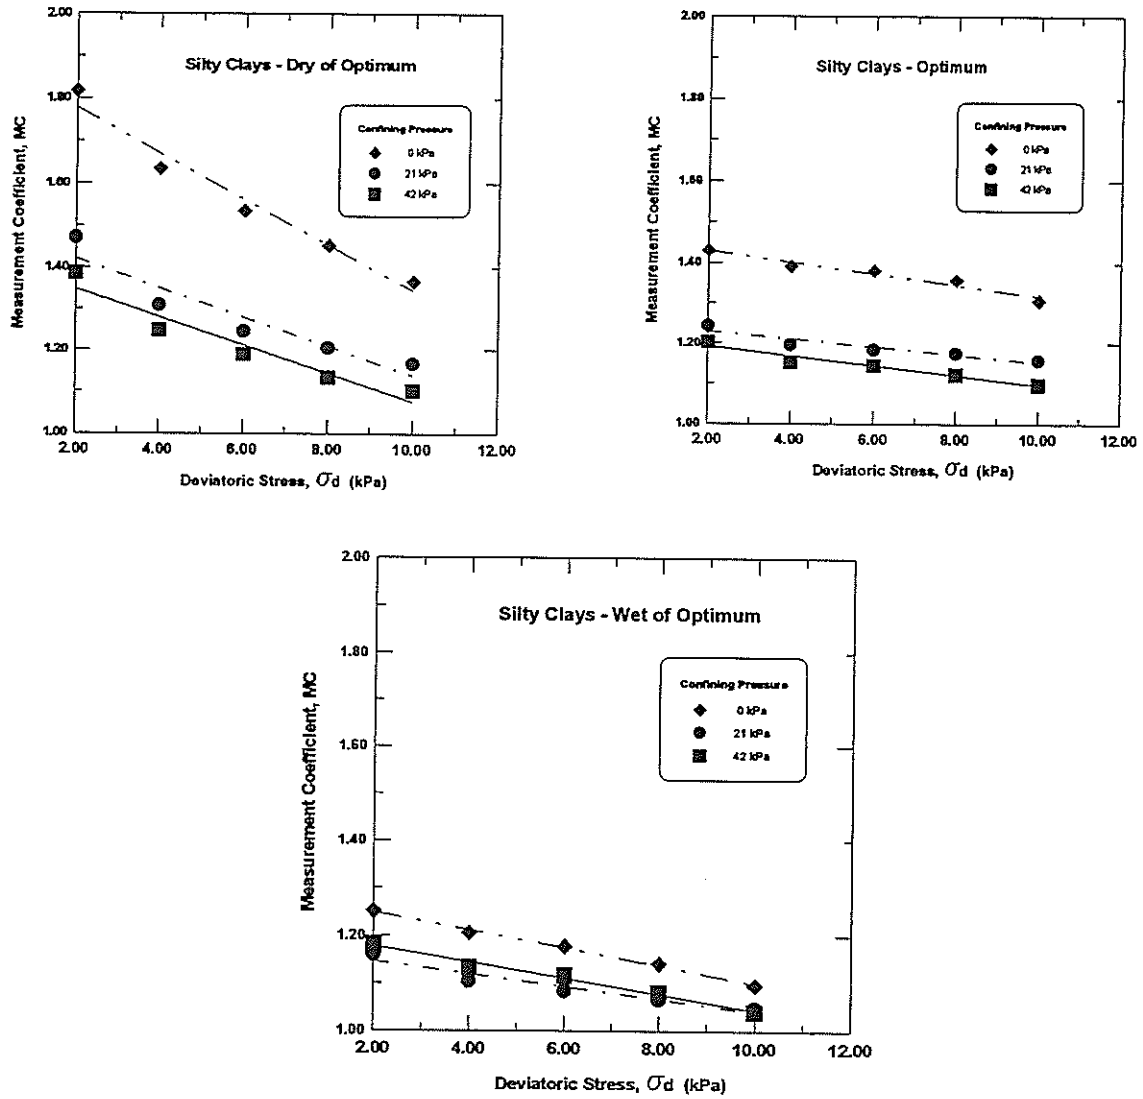 2.00
Silty Clays - Dry of Optimum
1.80
Confining Pressure
0 kPa
21 kPa
42 kPa
1.60
1.40
1.20
1.00
Measurement Coefficient, MC
2.00 4.00 6.00 8.00 10.00 12.00
Deviatoric Stress, σd (kPa)
2.00
Silty Clays - Optimum
1.80
Confining Pressure
0 kPa
21 kPa
42 kPa
1.60
1.40
1.20
1.00
Measurement Coefficient, MC
2.00 4.00 6.00 8.00 10.00 12.00
Deviatoric Stress, σd (kPa)
2.00
Silty Clays - Wet of Optimum
1.80
Confining Pressure
0 kPa
21 kPa
42 kPa
1.60
1.40
1.20
1.00
Measurement Coefficient, MC
2.00 4.00 6.00 8.00 10.00 12.00
Deviatoric Stress, σd (kPa)